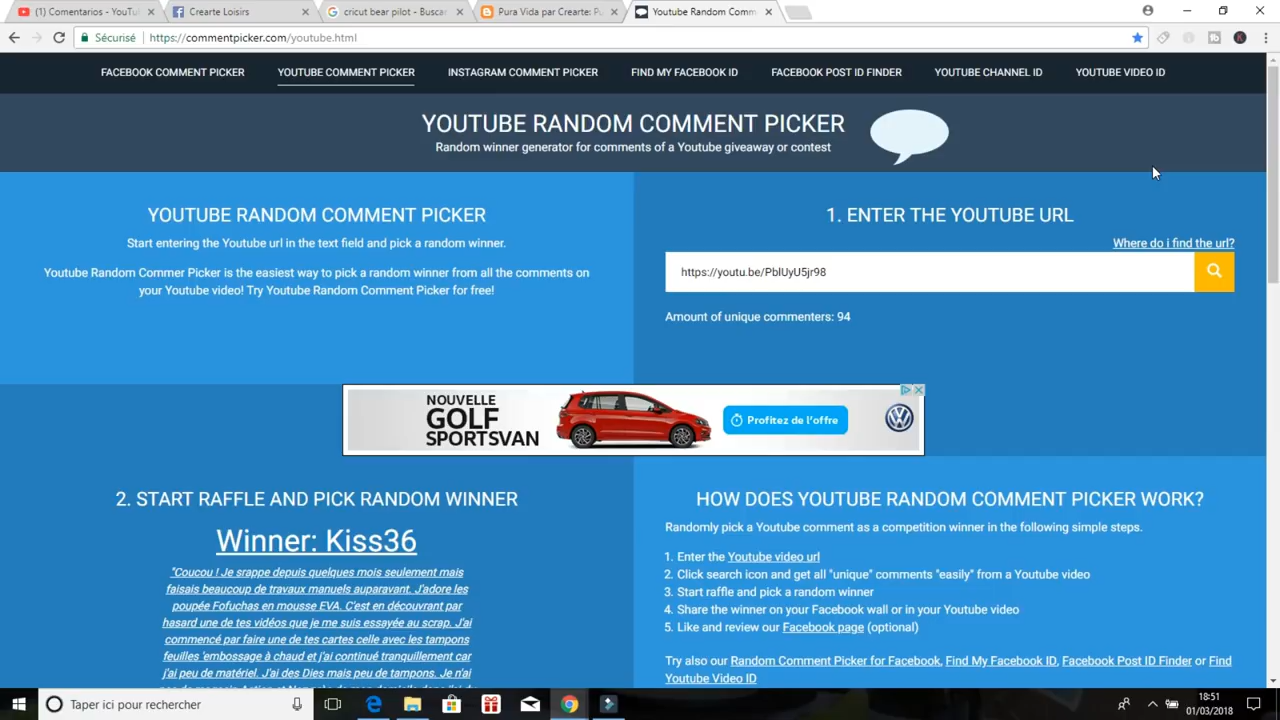 (1) Comentarios - YouTu
Crearte Loisirs
cricut bear pilot - Buscar
Pura Vida por Crearte: Pu
Youtube Random Comm
Sécurisé
https://commentpicker.com/youtube.html
FACEBOOK COMMENT PICKER
YOUTUBE COMMENT PICKER
INSTAGRAM COMMENT PICKER
FIND MY FACEBOOK ID
FACEBOOK POST ID FINDER
YOUTUBE CHANNEL ID
YOUTUBE VIDEO ID
YOUTUBE RANDOM COMMENT PICKER
Random winner generator for comments of a Youtube giveaway or contest
YOUTUBE RANDOM COMMENT PICKER
Start entering the Youtube url in the text field and pick a random winner.
Youtube Random Commer Picker is the easiest way to pick a random winner from all the comments on
your Youtube video! Try Youtube Random Comment Picker for free!
1. ENTER THE YOUTUBE URL
Where do i find the url?
https://youtu.be/PblUyU5jr98
Amount of unique commenters: 94
NOUVELLE
GOLF
SPORTSVAN
Profitez de l'offre
2. START RAFFLE AND PICK RANDOM WINNER
Winner: Kiss36
"Coucou ! Je srappe depuis quelques mois seulement mais
faisais beaucoup de travaux manuels auparavant. J'adore les
poupée Fofuchas en mousse EVA. C'est en découvrant par
hasard une de tes vidéos que je me suis essayée au scrap. J'ai
commencé par faire une de tes cartes celle avec les tampons
feuilles 'embossage à chaud et j'ai continué tranquillement car
j'ai peu de matériel. J'ai des Dies mais peu de tampons. Je n'ai
HOW DOES YOUTUBE RANDOM COMMENT PICKER WORK?
Randomly pick a Youtube comment as a competition winner in the following simple steps.
1. Enter the Youtube video url
2. Click search icon and get all "unique" comments "easily" from a Youtube video
3. Start raffle and pick a random winner
4. Share the winner on your Facebook wall or in your Youtube video
5. Like and review our Facebook page (optional)
Try also our Random Comment Picker for Facebook, Find My Facebook ID, Facebook Post ID Finder or Find
Youtube Video ID
Taper ici pour rechercher
18:51
01/03/2018